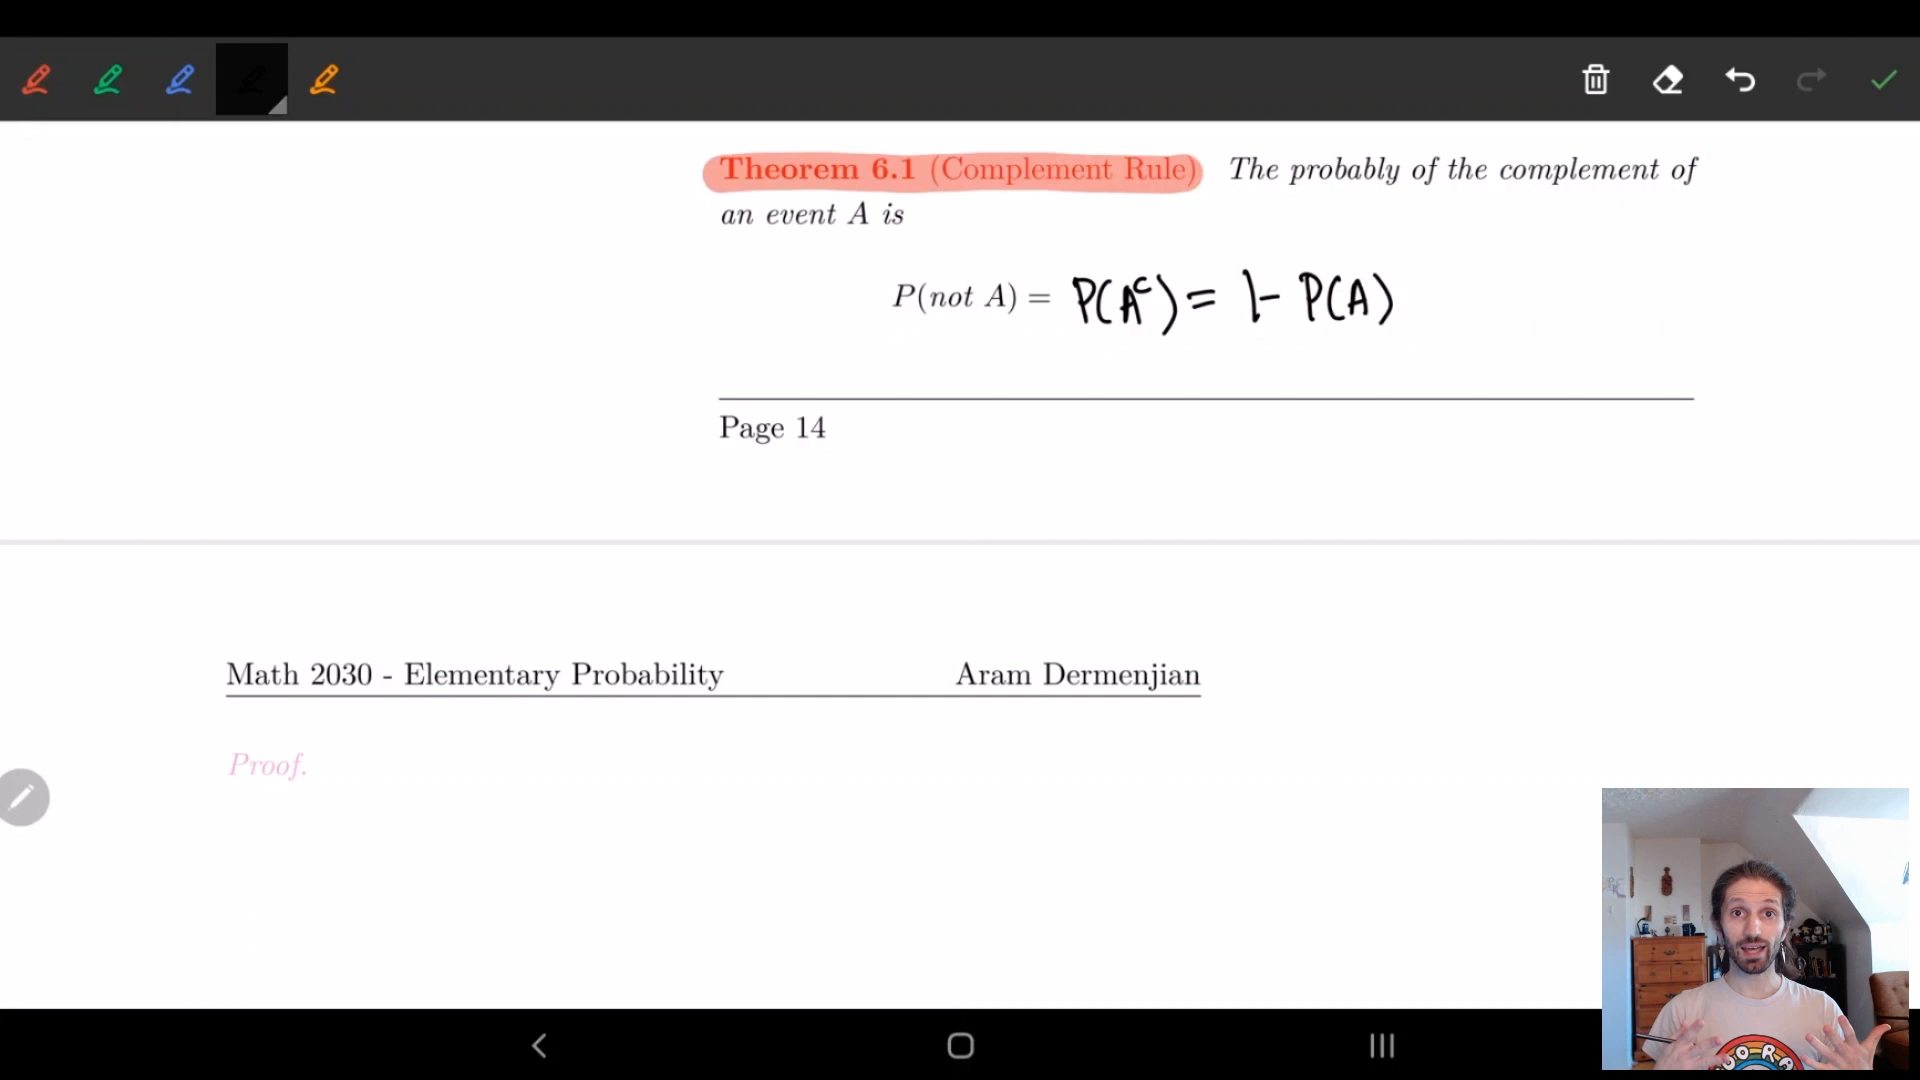 Theorem 6.1 (Complement Rule) The probably of the complement of
an event A is
P(not A) = P(Aᶜ) = 1 - P(A)
Page 14
Math 2030 - Elementary Probability Aram Dermenjian
Proof.